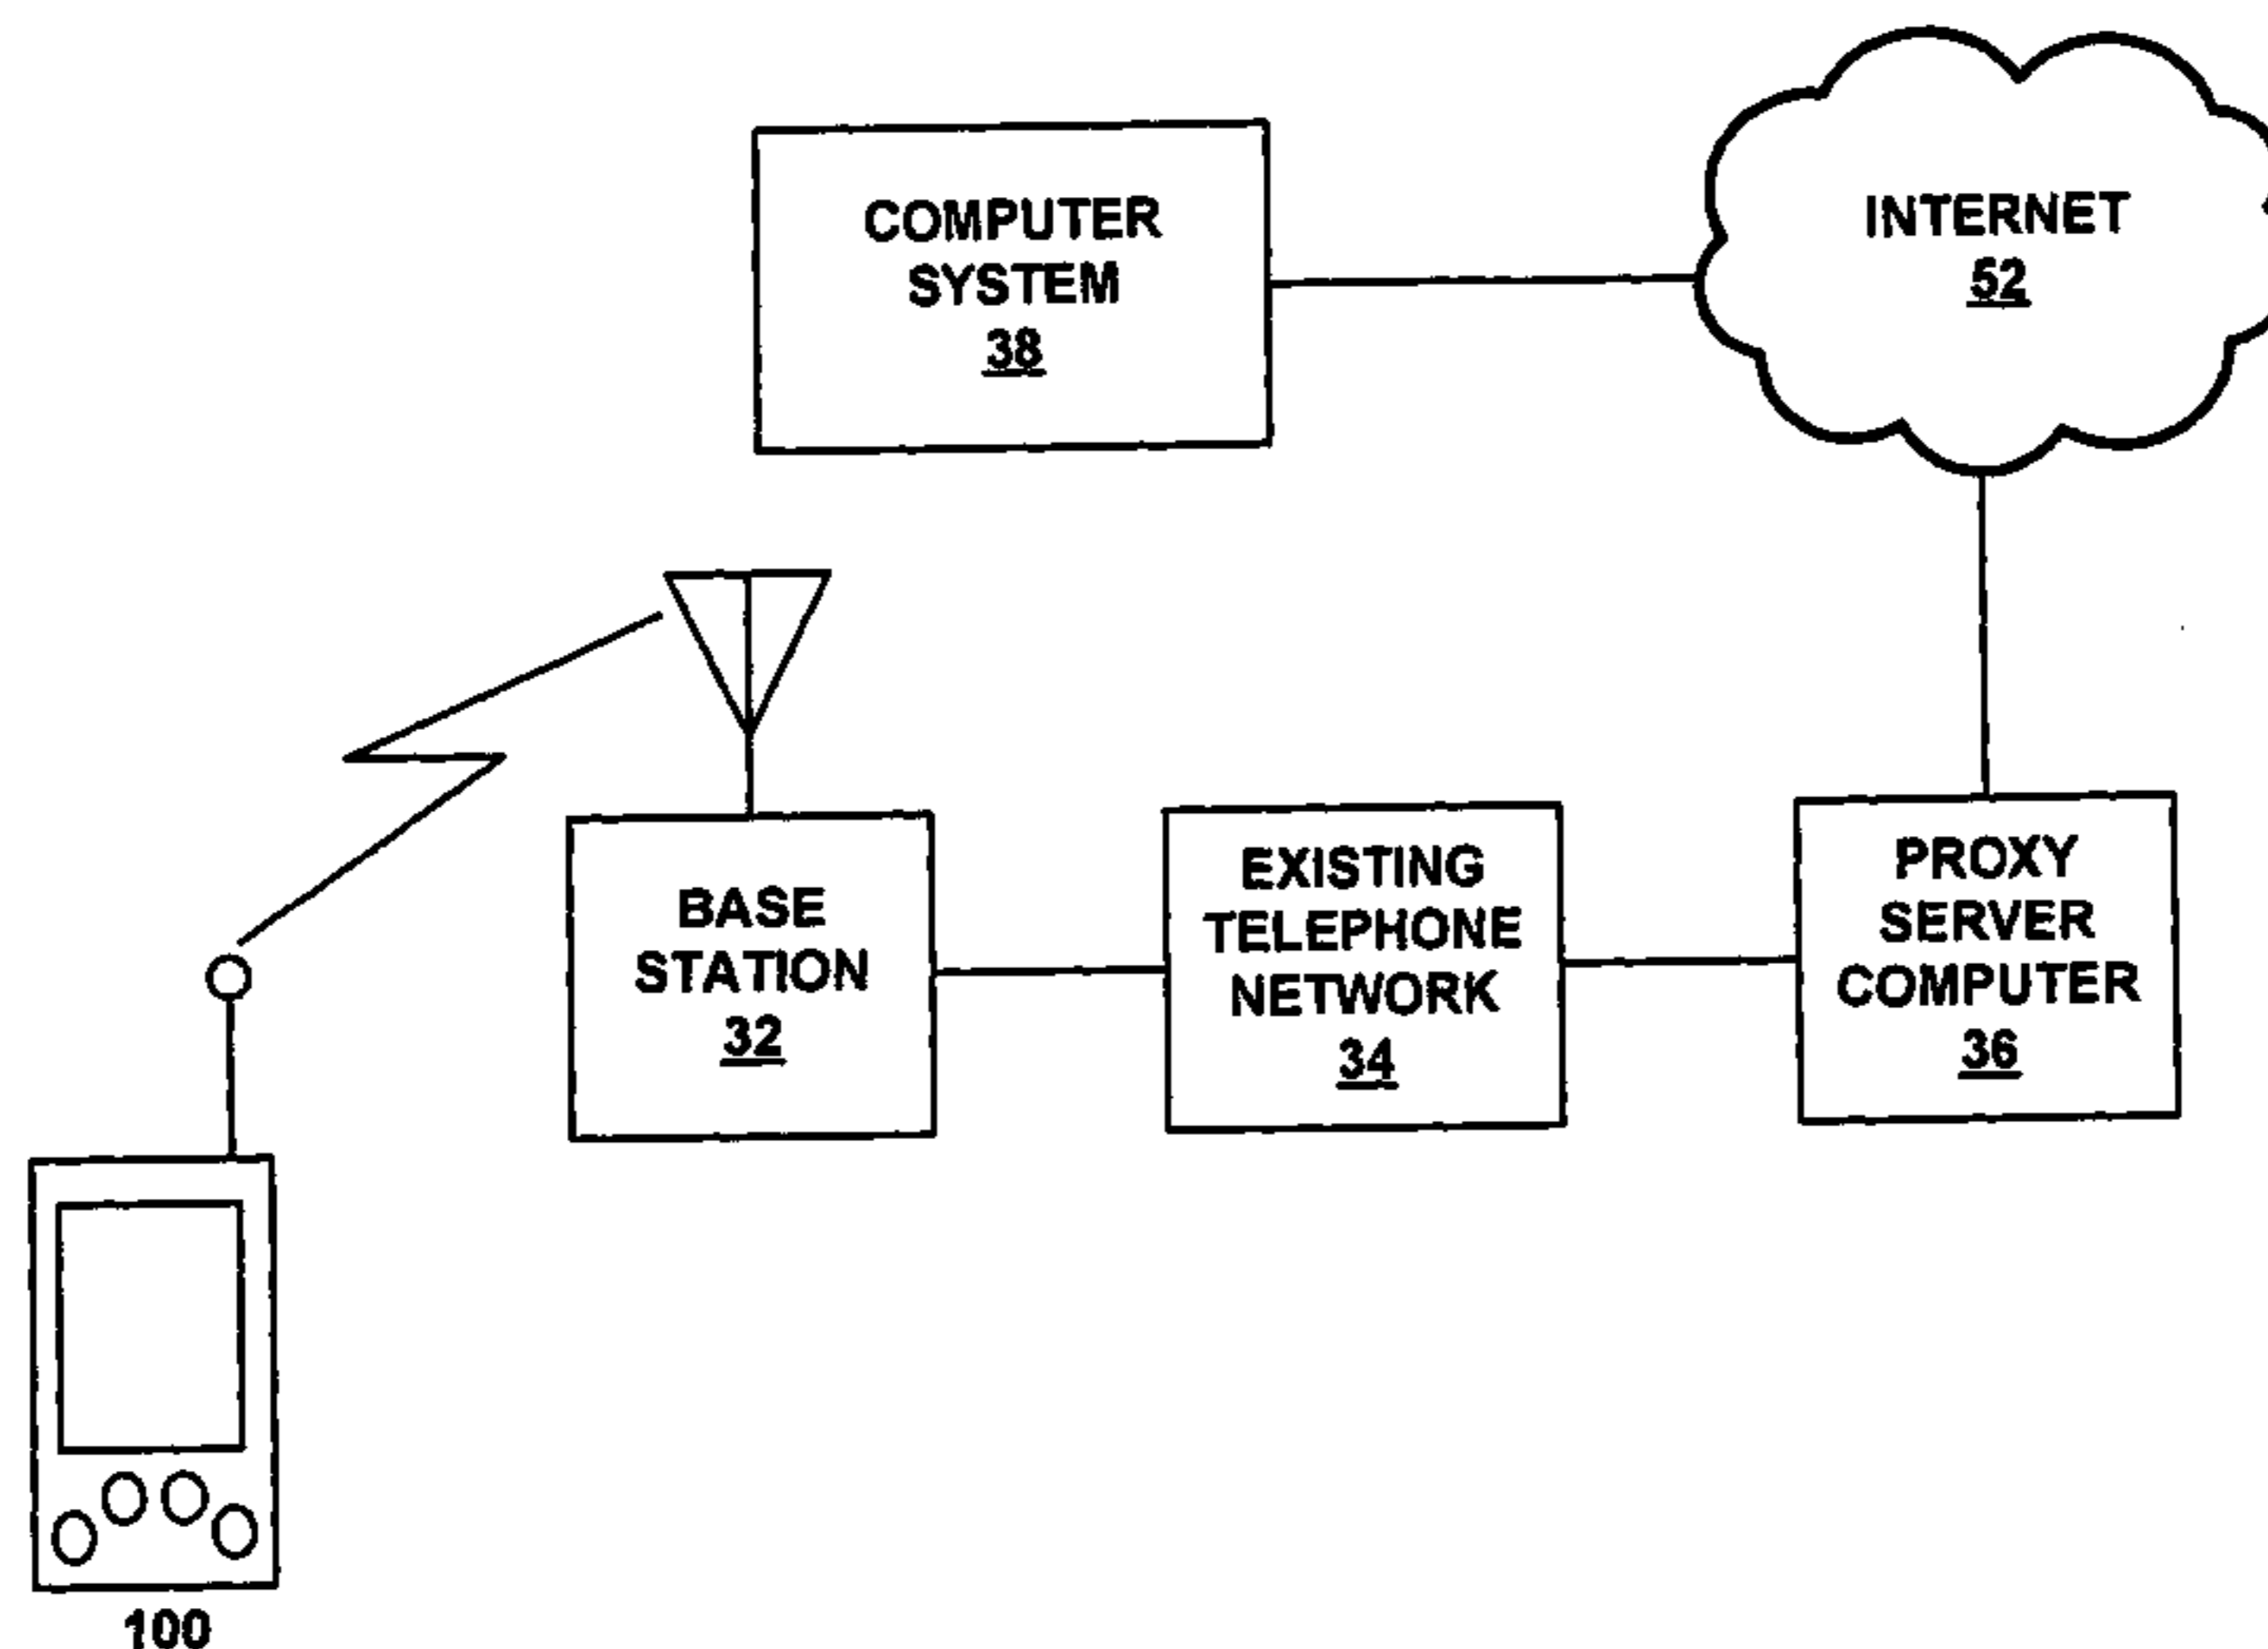 COMPUTER
SYSTEM
38
INTERNET
52
BASE
STATION
32
EXISTING
TELEPHONE
NETWORK
34
PROXY
SERVER
COMPUTER
36
100